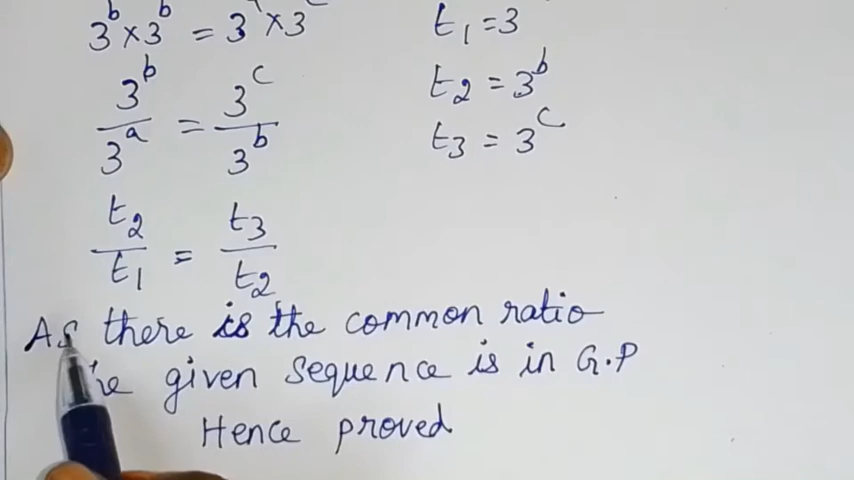 3^b × 3^b = 3 × 3
t1 = 3
3^b / 3^a = 3^c / 3^b
t2 = 3^b
t3 = 3^c
t2 / t1 = t3 / t2
As there is the common ratio
given sequence is in G.P
Hence proved